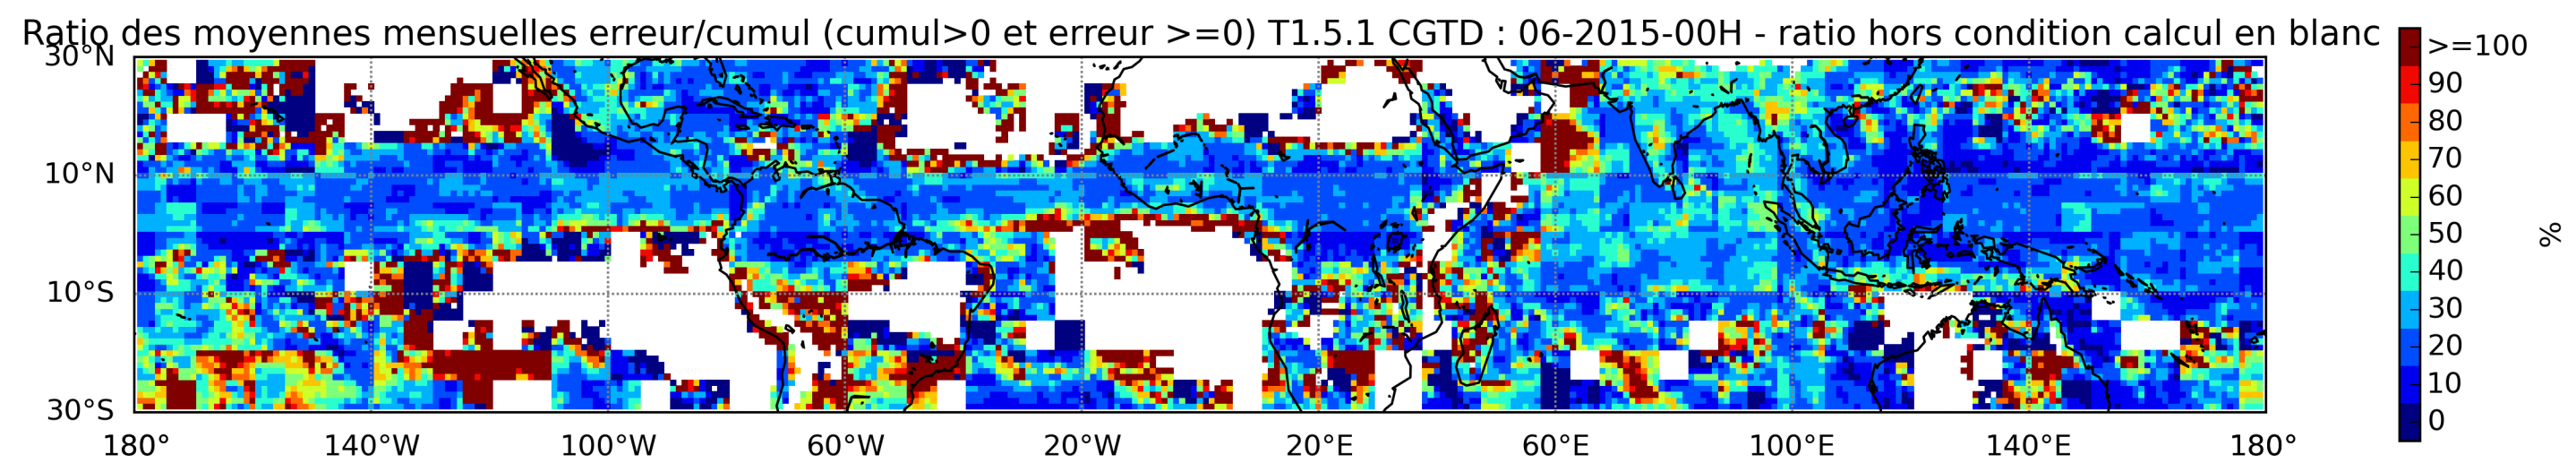 Ratio des moyennes mensuelles erreur/cumul (cumul>0 et erreur >=0) T1.5.1 CGTD : 06-2015-00H - ratio hors condition calcul en blanc
30°N
10°N
10°S
30°S
180°
140°W
100°W
60°W
20°W
20°E
60°E
100°E
140°E
180°
>=100
90
80
70
60
50
40
30
20
10
0
%